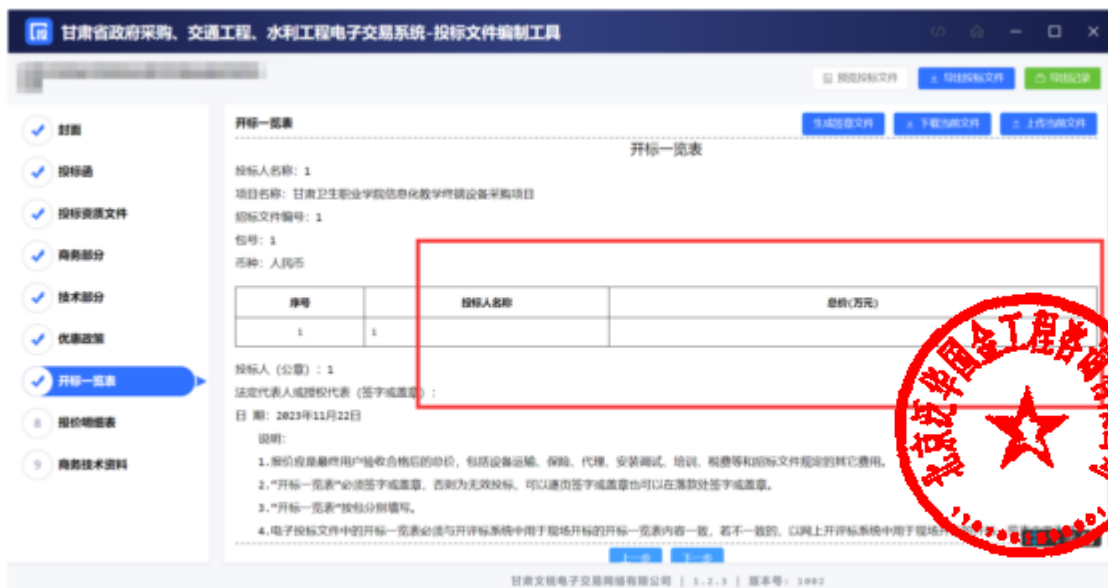 甘肃省政府采购、交通工程、水利工程电子交易系统-投标文件编制工具
预览投标文件
导出投标文件
导出记录
封面
投标函
投标资质文件
商务部分
技术部分
优惠政策
开标一览表
8 报价明细表
9 商务技术资料
开标一览表
生成签章文件
下载当前文件
上传当前文件
开标一览表
投标人名称：1
项目名称：甘肃卫生职业学院信息化教学终端设备采购项目
招标文件编号：1
包号：1
币种：人民币
序号 投标人名称 总价(万元)
1 1
投标人（公章）：1
法定代表人或授权代表（签字或盖章）：
日 期：2023年11月22日
说明：
1.报价应是最终用户验收合格后的总价，包括设备运输、保险、代理、安装调试、培训、税费等和招标文件规定的其它费用。
2."开标一览表"必须签字或盖章，否则为无效投标，可以逐页签字或盖章也可以在落款处签字或盖章。
3."开标一览表"按包分别填写。
4.电子投标文件中的开标一览表必须与开评标系统中用于现场开标的开标一览表内容一致，若不一致的，以网上开评标系统中用于现场开
上一步
下一步
甘肃文锐电子交易网络有限公司 | 1.2.3 | 版本号：1002
北京泛华国金工程咨询